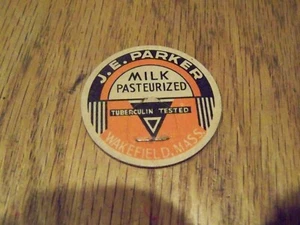 J. E. PARKER
MILK
PASTEURIZED
TUBERCULIN TESTED
V
WAKEFIELD, MASS.